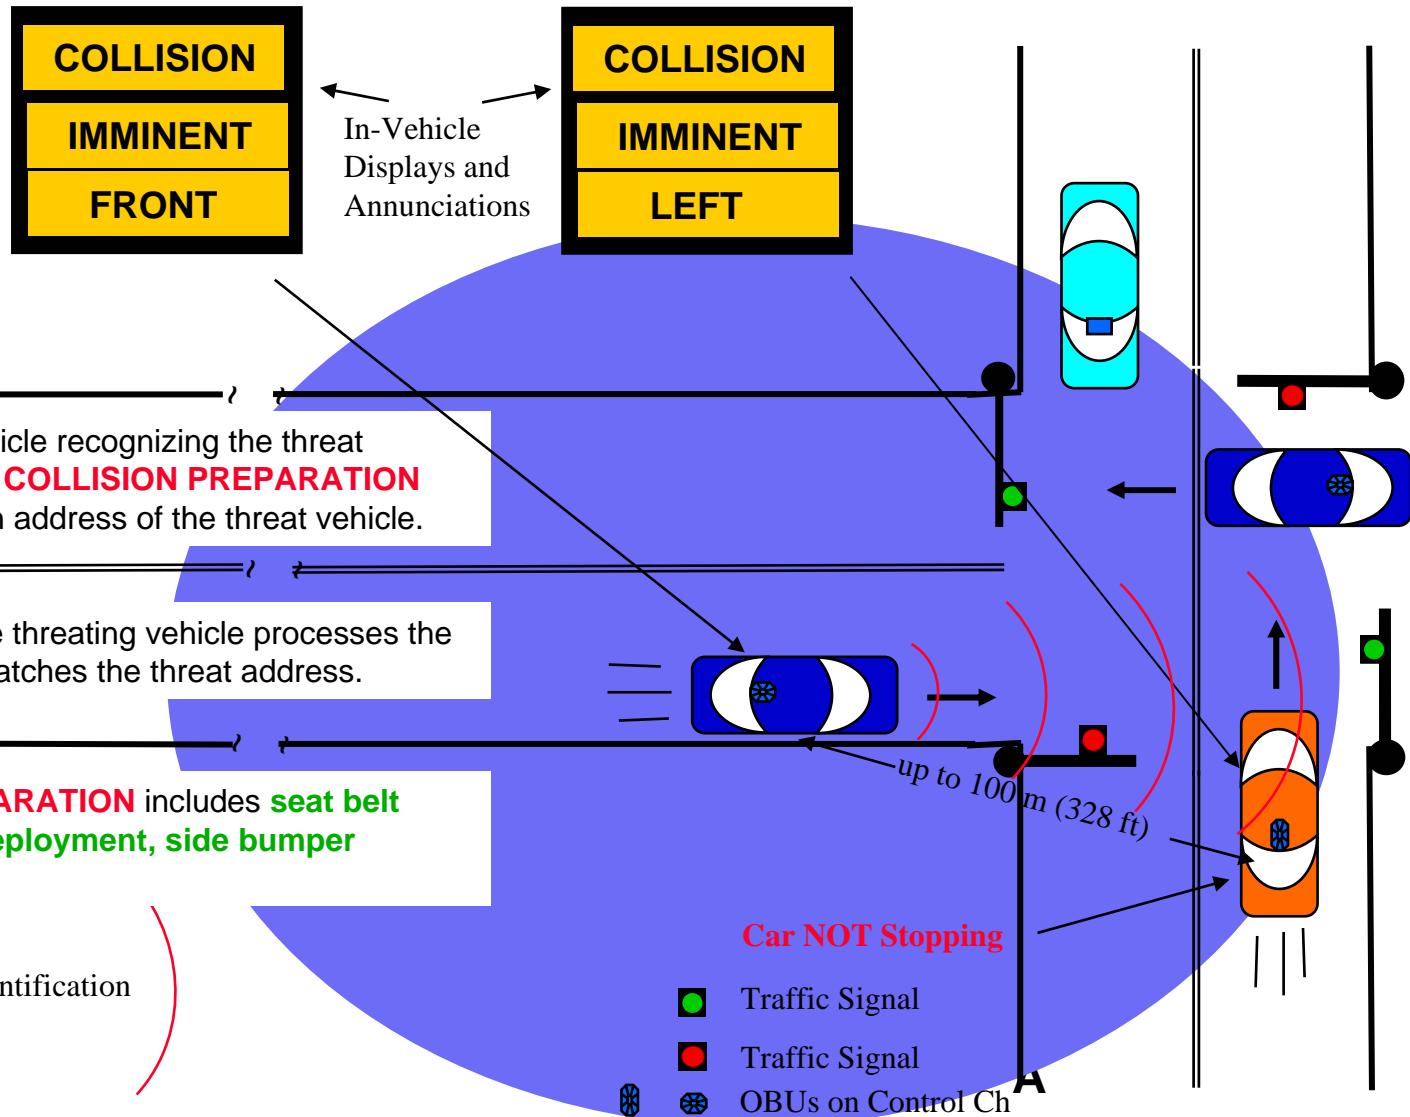 COLLISION
IMMINENT
FRONT
In-Vehicle
Displays and
Annunciations
COLLISION
IMMINENT
LEFT
icle recognizing the threat
COLLISION PREPARATION
address of the threat vehicle.
threating vehicle processes the
atches the threat address.
ARATION includes seat belt
eployment, side bumper
up to 100 m (328 ft)
Car NOT Stopping
ntification
Traffic Signal
Traffic Signal
OBUs on Control Ch
A